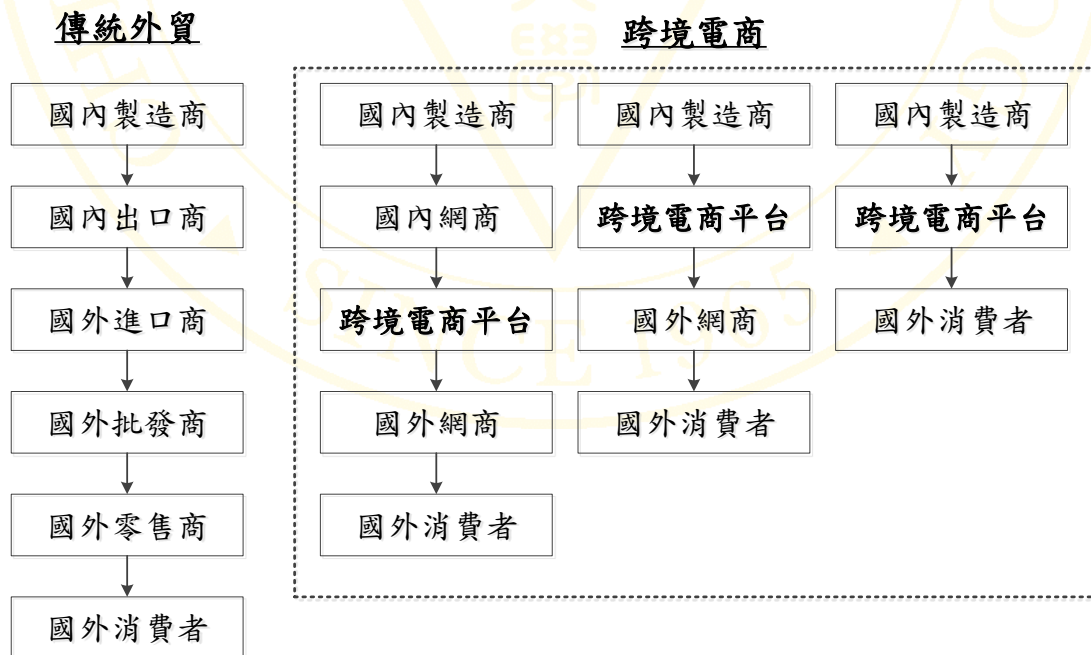 傳統外貿
國內製造商
國內出口商
國外進口商
國外批發商
國外零售商
國外消費者
跨境電商
國內製造商
國內網商
跨境電商平台
國外網商
國外消費者
國內製造商
跨境電商平台
國外網商
國外消費者
國內製造商
跨境電商平台
國外消費者
SINCE 1965